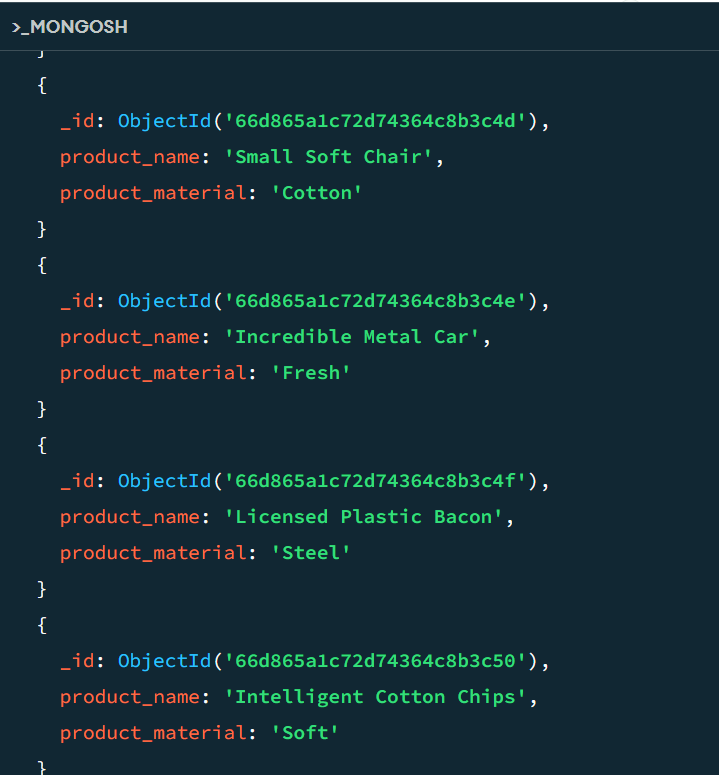 >_MONGOSH
}
{
_id: ObjectId('66d865a1c72d74364c8b3c4d'),
product_name: 'Small Soft Chair',
product_material: 'Cotton'
}
{
_id: ObjectId('66d865a1c72d74364c8b3c4e'),
product_name: 'Incredible Metal Car',
product_material: 'Fresh'
}
{
_id: ObjectId('66d865a1c72d74364c8b3c4f'),
product_name: 'Licensed Plastic Bacon',
product_material: 'Steel'
}
{
_id: ObjectId('66d865a1c72d74364c8b3c50'),
product_name: 'Intelligent Cotton Chips',
product_material: 'Soft'
}